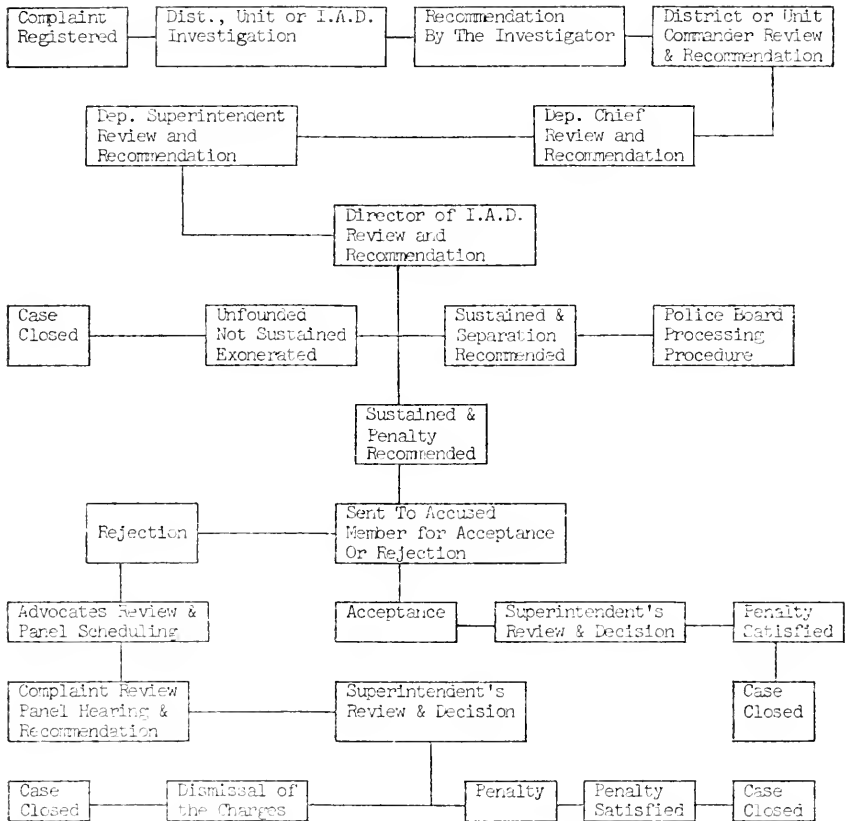 Complaint
Registered
Dist., Unit or I.A.D.
Investigation
Recommendation
By The Investigator
District or Unit
Commander Review
& Recommendation
Dep. Superintendent
Review and
Recommendation
Dep. Chief
Review and
Recommendation
Director of I.A.D.
Review and
Recommendation
Case
Closed
Unfounded
Not Sustained
Exonerated
Sustained &
Separation
Recommended
Police Board
Processing
Procedure
Sustained &
Penalty
Recommended
Rejection
Sent To Accused
Member for Acceptance
Or Rejection
Advocates Review &
Panel Scheduling
Acceptance
Superintendent's
Review & Decision
Penalty
Satisfied
Complaint Review
Panel Hearing &
Recommendation
Superintendent's
Review & Decision
Case
Closed
Case
Closed
Dismissal of
the Charges
Penalty
Penalty
Satisfied
Case
Closed